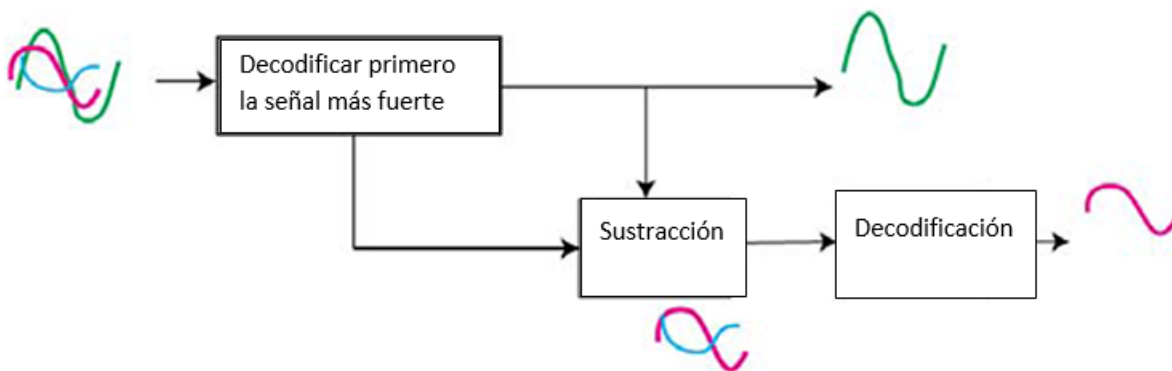 Decodificar primero
la señal más fuerte
Sustracción
Decodificación